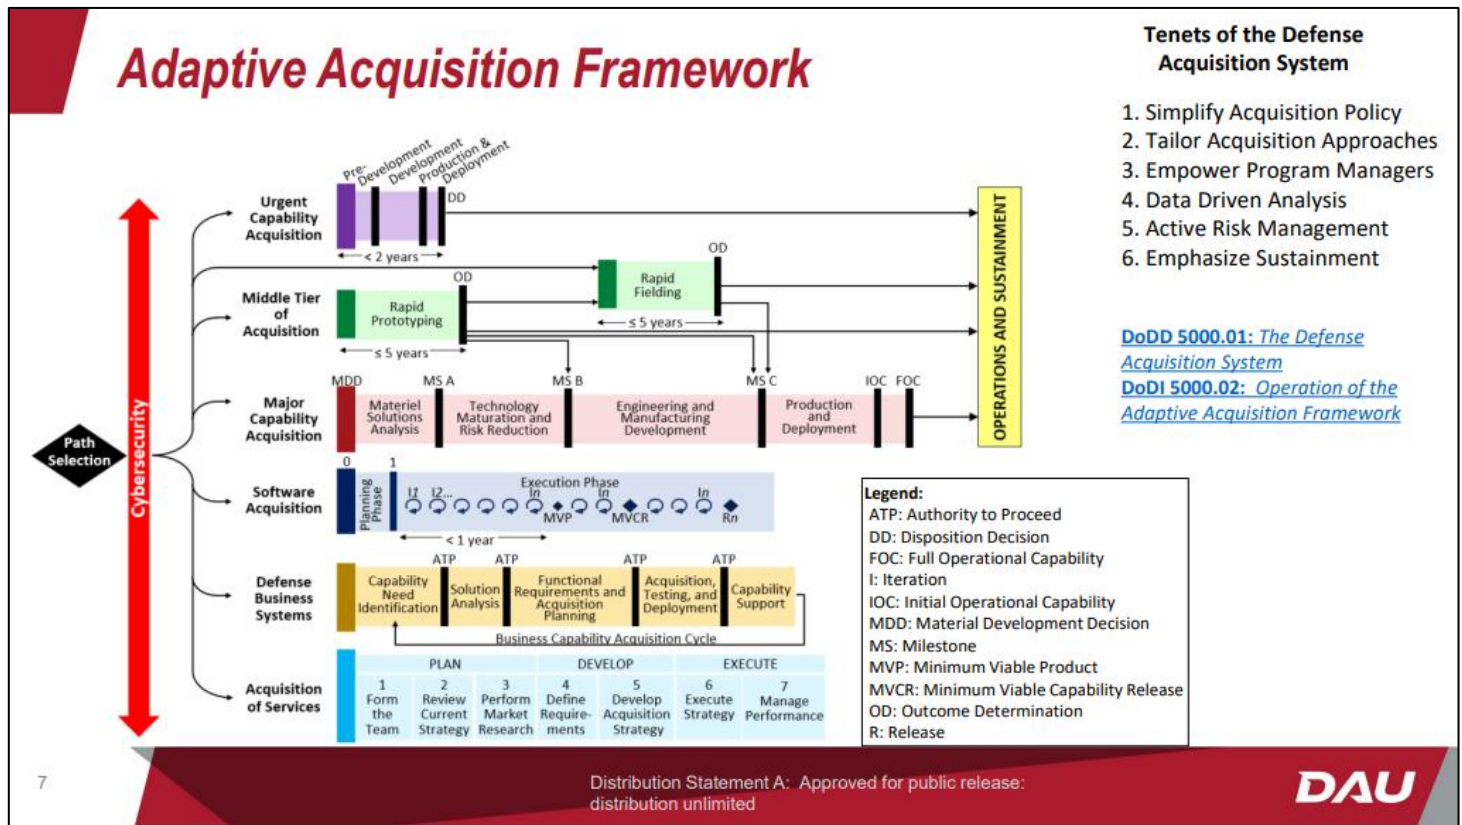 Adaptive Acquisition Framework
Tenets of the Defense
Acquisition System
1. Simplify Acquisition Policy
2. Tailor Acquisition Approaches
3. Empower Program Managers
4. Data Driven Analysis
5. Active Risk Management
6. Emphasize Sustainment
DoDD 5000.01: The Defense
Acquisition System
DoDI 5000.02: Operation of the
Adaptive Acquisition Framework
Path
Selection
Cybersecurity
Urgent
Capability
Acquisition
Pre-
Development
Development
Production &
Deployment
DD
< 2 years
Middle Tier
of
Acquisition
Rapid
Prototyping
OD
≤ 5 years
Rapid
Fielding
OD
≤ 5 years
Major
Capability
Acquisition
MDD
MS A
MS B
MS C
IOC
FOC
Materiel
Solutions
Analysis
Technology
Maturation and
Risk Reduction
Engineering and
Manufacturing
Development
Production
and
Deployment
OPERATIONS AND SUSTAINMENT
Software
Acquisition
0
1
Planning
Phase
Execution Phase
I1
I2...
In
In
In
MVP
MVCR
Rn
< 1 year
Defense
Business
Systems
ATP
ATP
ATP
ATP
Capability
Need
Identification
Solution
Analysis
Functional
Requirements and
Acquisition
Planning
Acquisition,
Testing, and
Deployment
Capability
Support
Business Capability Acquisition Cycle
Acquisition
of Services
PLAN
DEVELOP
EXECUTE
1
Form
the
Team
2
Review
Current
Strategy
3
Perform
Market
Research
4
Define
Require-
ments
5
Develop
Acquisition
Strategy
6
Execute
Strategy
7
Manage
Performance
Legend:
ATP: Authority to Proceed
DD: Disposition Decision
FOC: Full Operational Capability
I: Iteration
IOC: Initial Operational Capability
MDD: Material Development Decision
MS: Milestone
MVP: Minimum Viable Product
MVCR: Minimum Viable Capability Release
OD: Outcome Determination
R: Release
7
Distribution Statement A: Approved for public release:
distribution unlimited
DAU